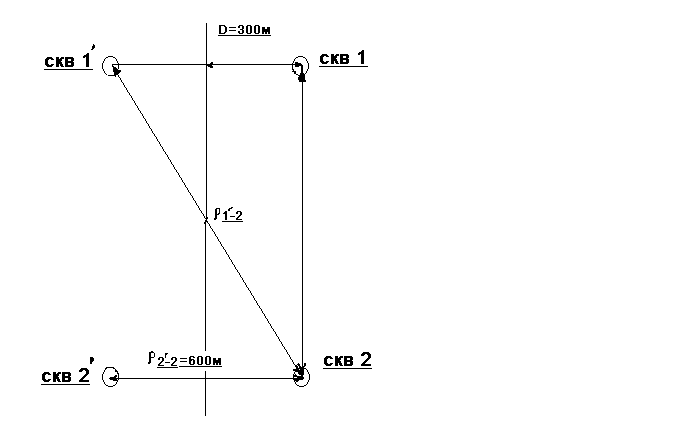 D=300м
скв 1′
скв 1
ρ1′-2
ρ2′-2=600м
скв 2
скв 2′